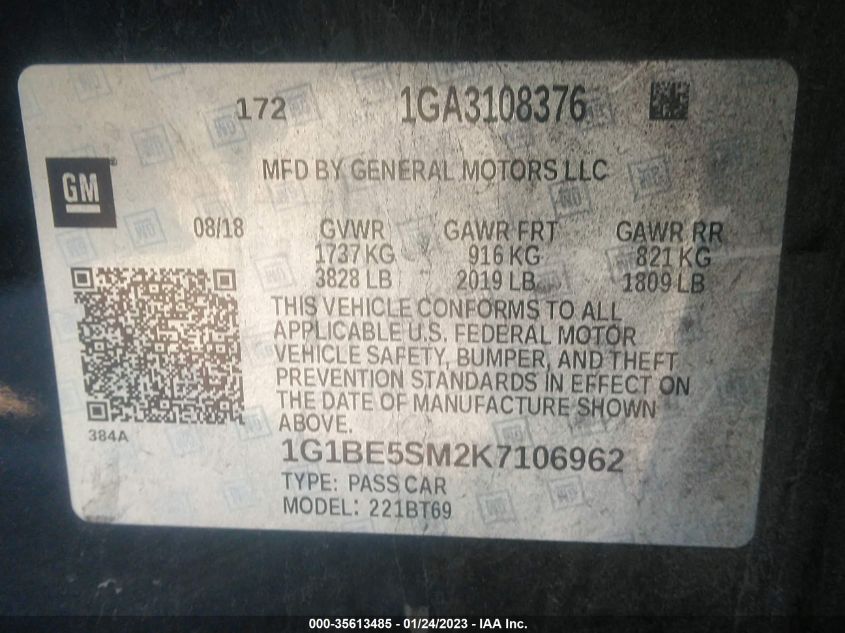 172 1GA3108376
MFD BY GENERAL MOTORS LLC
GM
08/18 GVWR GAWR FRT GAWR RR
1737 KG 916 KG 821 KG
3828 LB 2019 LB 1809 LB
THIS VEHICLE CONFORMS TO ALL
APPLICABLE U.S. FEDERAL MOTOR
VEHICLE SAFETY, BUMPER, AND THEFT
PREVENTION STANDARDS IN EFFECT ON
THE DATE OF MANUFACTURE SHOWN
ABOVE.
384A
1G1BE5SM2K7106962
TYPE: PASS CAR
MODEL: 221BT69
000-35613485 - 01/24/2023 - IAA Inc.